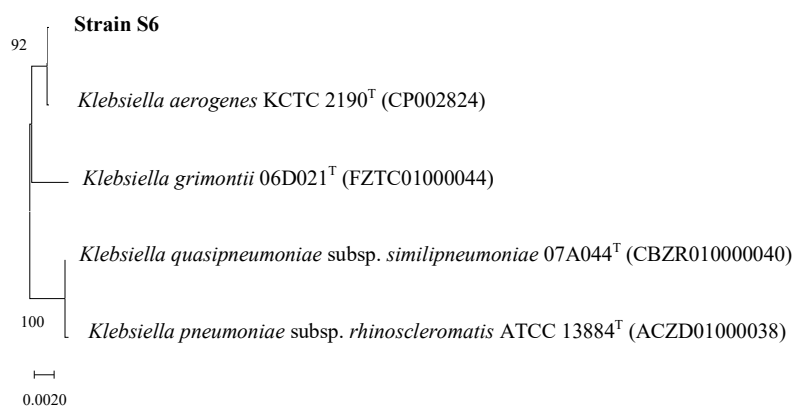 Strain S6
92
Klebsiella aerogenes KCTC 2190T (CP002824)
Klebsiella grimontii 06D021T (FZTC01000044)
Klebsiella quasipneumoniae subsp. similipneumoniae 07A044T (CBZR010000040)
100
Klebsiella pneumoniae subsp. rhinoscleromatis ATCC 13884T (ACZD01000038)
0.0020